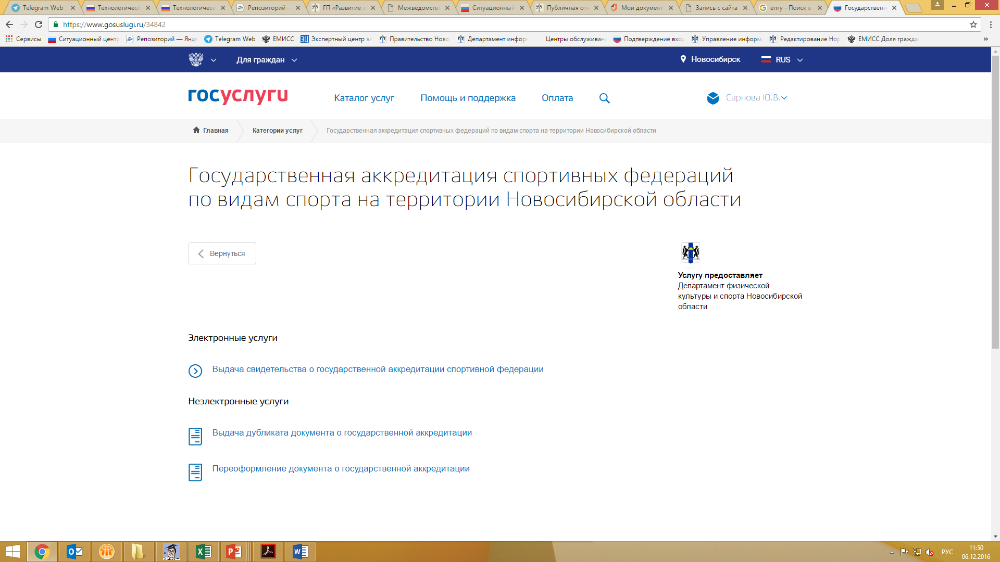 Telegram Web
Технологическ
Технологическ
Репозиторий —
ГП «Развитие и
Межведомстве
Ситуационный
Публичная отч
Мои документ
Запись с сайта
епгу - Поиск в
Государственн
https://www.gosuslugi.ru/34842
Сервисы
Ситуационный центр
Репозиторий — Янде
Telegram Web
ЕМИСС
ЭЦ
Экспертный центр эл
Правительство Ново
Департамент информ
Центры обслуживан
Подтверждение вход
Управление информ
Редактирование Нор
ЕМИСС Доля гражда
»
Для граждан
Новосибирск
RUS
госуслуги
Каталог услуг
Помощь и поддержка
Оплата
Сарнова Ю.В.
Главная
Категории услуг
Государственная аккредитация спортивных федераций по видам спорта на территории Новосибирской области
Государственная аккредитация спортивных федераций
по видам спорта на территории Новосибирской области
Вернуться
Услугу предоставляет
Департамент физической
культуры и спорта Новосибирской
области
Электронные услуги
Выдача свидетельства о государственной аккредитации спортивной федерации
Неэлектронные услуги
Выдача дубликата документа о государственной аккредитации
Переоформление документа о государственной аккредитации
РУС
11:50
06.12.2016